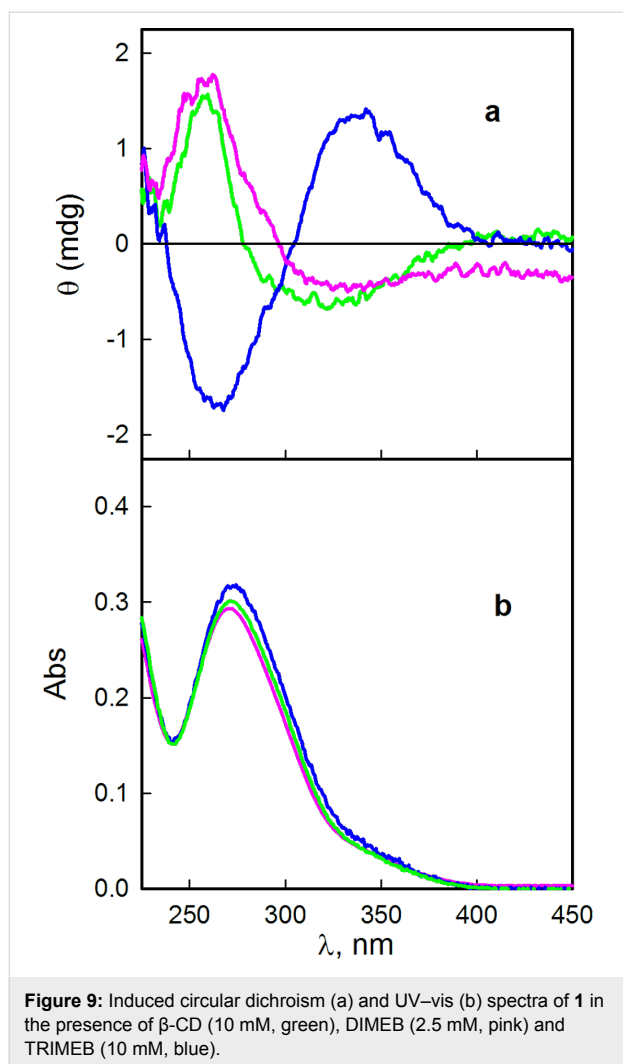 2
a
1
θ (mdg)
0
-1
-2
0.4
b
0.3
Abs
0.2
0.1
0.0
250 300 350 400 450
λ, nm
Figure 9: Induced circular dichroism (a) and UV–vis (b) spectra of 1 in
the presence of β-CD (10 mM, green), DIMEB (2.5 mM, pink) and
TRIMEB (10 mM, blue).